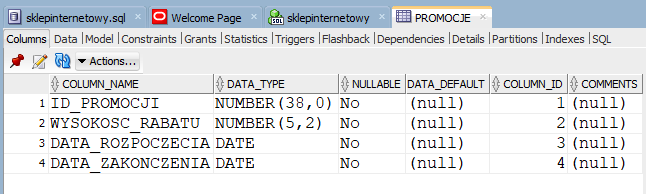 sklepinternetowy.sql Welcome Page sklepinternetowy PROMOCJE
Columns Data Model Constraints Grants Statistics Triggers Flashback Dependencies Details Partitions Indexes SQL
Actions...
COLUMN_NAME DATA_TYPE NULLABLE DATA_DEFAULT COLUMN_ID COMMENTS
1 ID_PROMOCJI NUMBER(38,0) No (null) 1 (null)
2 WYSOKOSC_RABATU NUMBER(5,2) No (null) 2 (null)
3 DATA_ROZPOCZECIA DATE No (null) 3 (null)
4 DATA_ZAKONCZENIA DATE No (null) 4 (null)